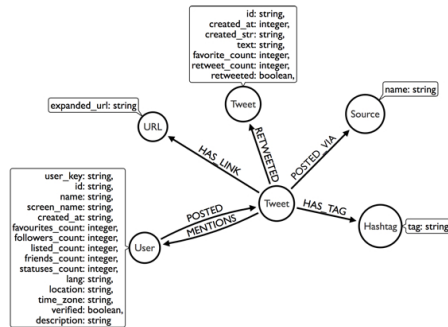 id: string,
created_at: integer,
created_str: string,
text: string,
favorite_count: integer,
retweet_count: integer,
retweeted: boolean,
Tweet
name: string
Source
expanded_url: string
URL
HAS_LINK
RETWEETED
POSTED_VIA
user_key: string,
id: string,
name: string,
screen_name: string,
created_at: string,
favourites_count: integer,
followers_count: integer,
listed_count: integer,
friends_count: integer,
statuses_count: integer,
lang: string,
location: string,
time_zone: string,
verified: boolean,
description: string
User
POSTED
MENTIONS
Tweet
HAS_TAG
Hashtag
tag: string